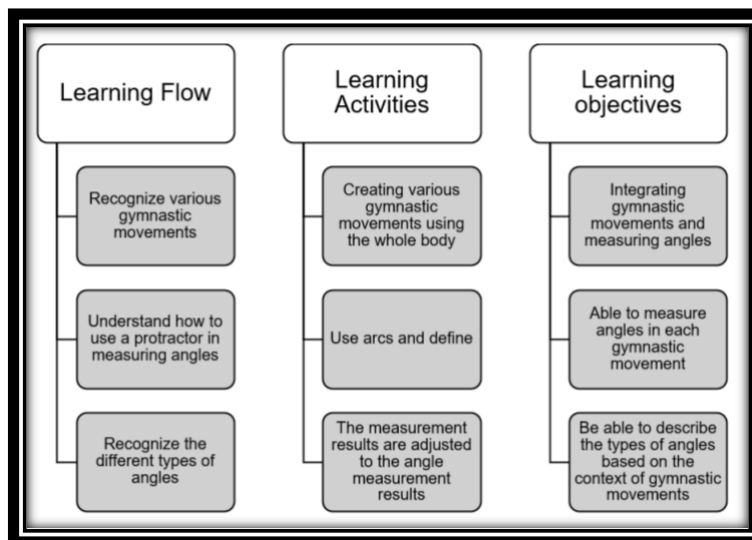 Learning Flow
Recognize various
gymnastic
movements
Understand how to
use a protractor in
measuring angles
Recognize the
different types of
angles
Learning
Activities
Creating various
gymnastic
movements using
the whole body
Use arcs and define
The measurement
results are adjusted
to the angle
measurement
results
Learning
objectives
Integrating
gymnastic
movements and
measuring angles
Able to measure
angles in each
gymnastic
movement
Be able to describe
the types of angles
based on the
context of gymnastic
movements